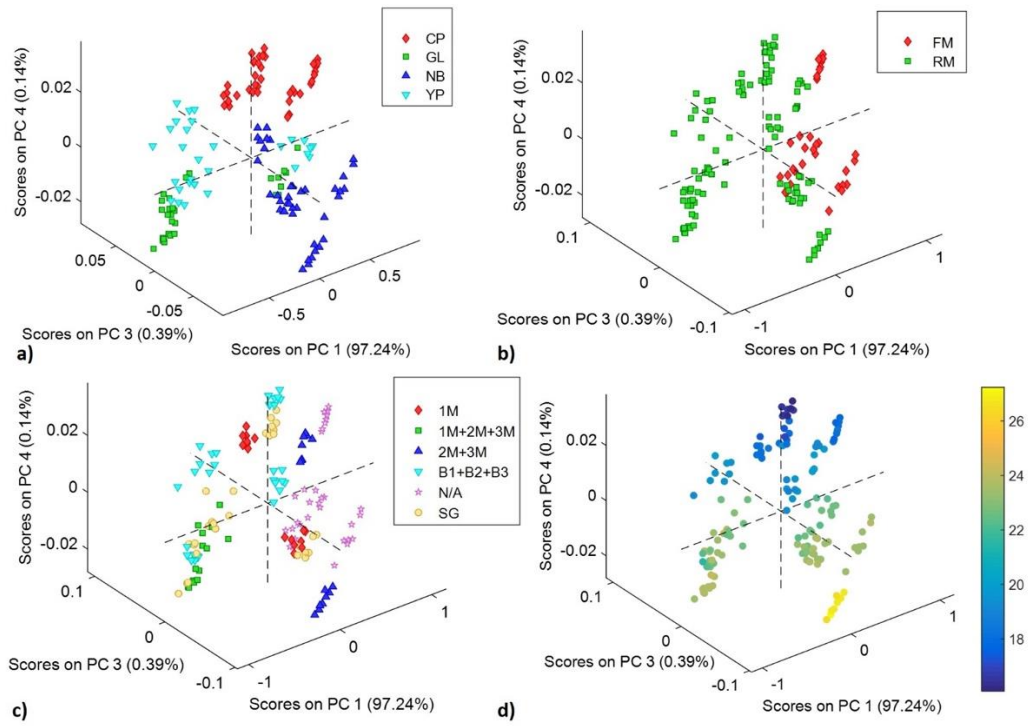 CP
GL
NB
YP
0.02
0
-0.02
Scores on PC 4 (0.14%)
0.05
0
-0.05
Scores on PC 3 (0.39%)
-0.5
0
0.5
Scores on PC 1 (97.24%)
a)
FM
RM
0.02
0
-0.02
Scores on PC 4 (0.14%)
0.1
0
-0.1
Scores on PC 3 (0.39%)
-1
0
1
Scores on PC 1 (97.24%)
b)
1M
1M+2M+3M
2M+3M
B1+B2+B3
N/A
SG
0.02
0
-0.02
Scores on PC 4 (0.14%)
0.1
0
-0.1
Scores on PC 3 (0.39%)
-1
0
1
Scores on PC 1 (97.24%)
c)
0.02
0
-0.02
Scores on PC 4 (0.14%)
0.1
0
-0.1
Scores on PC 3 (0.39%)
-1
0
1
Scores on PC 1 (97.24%)
26
24
22
20
18
d)